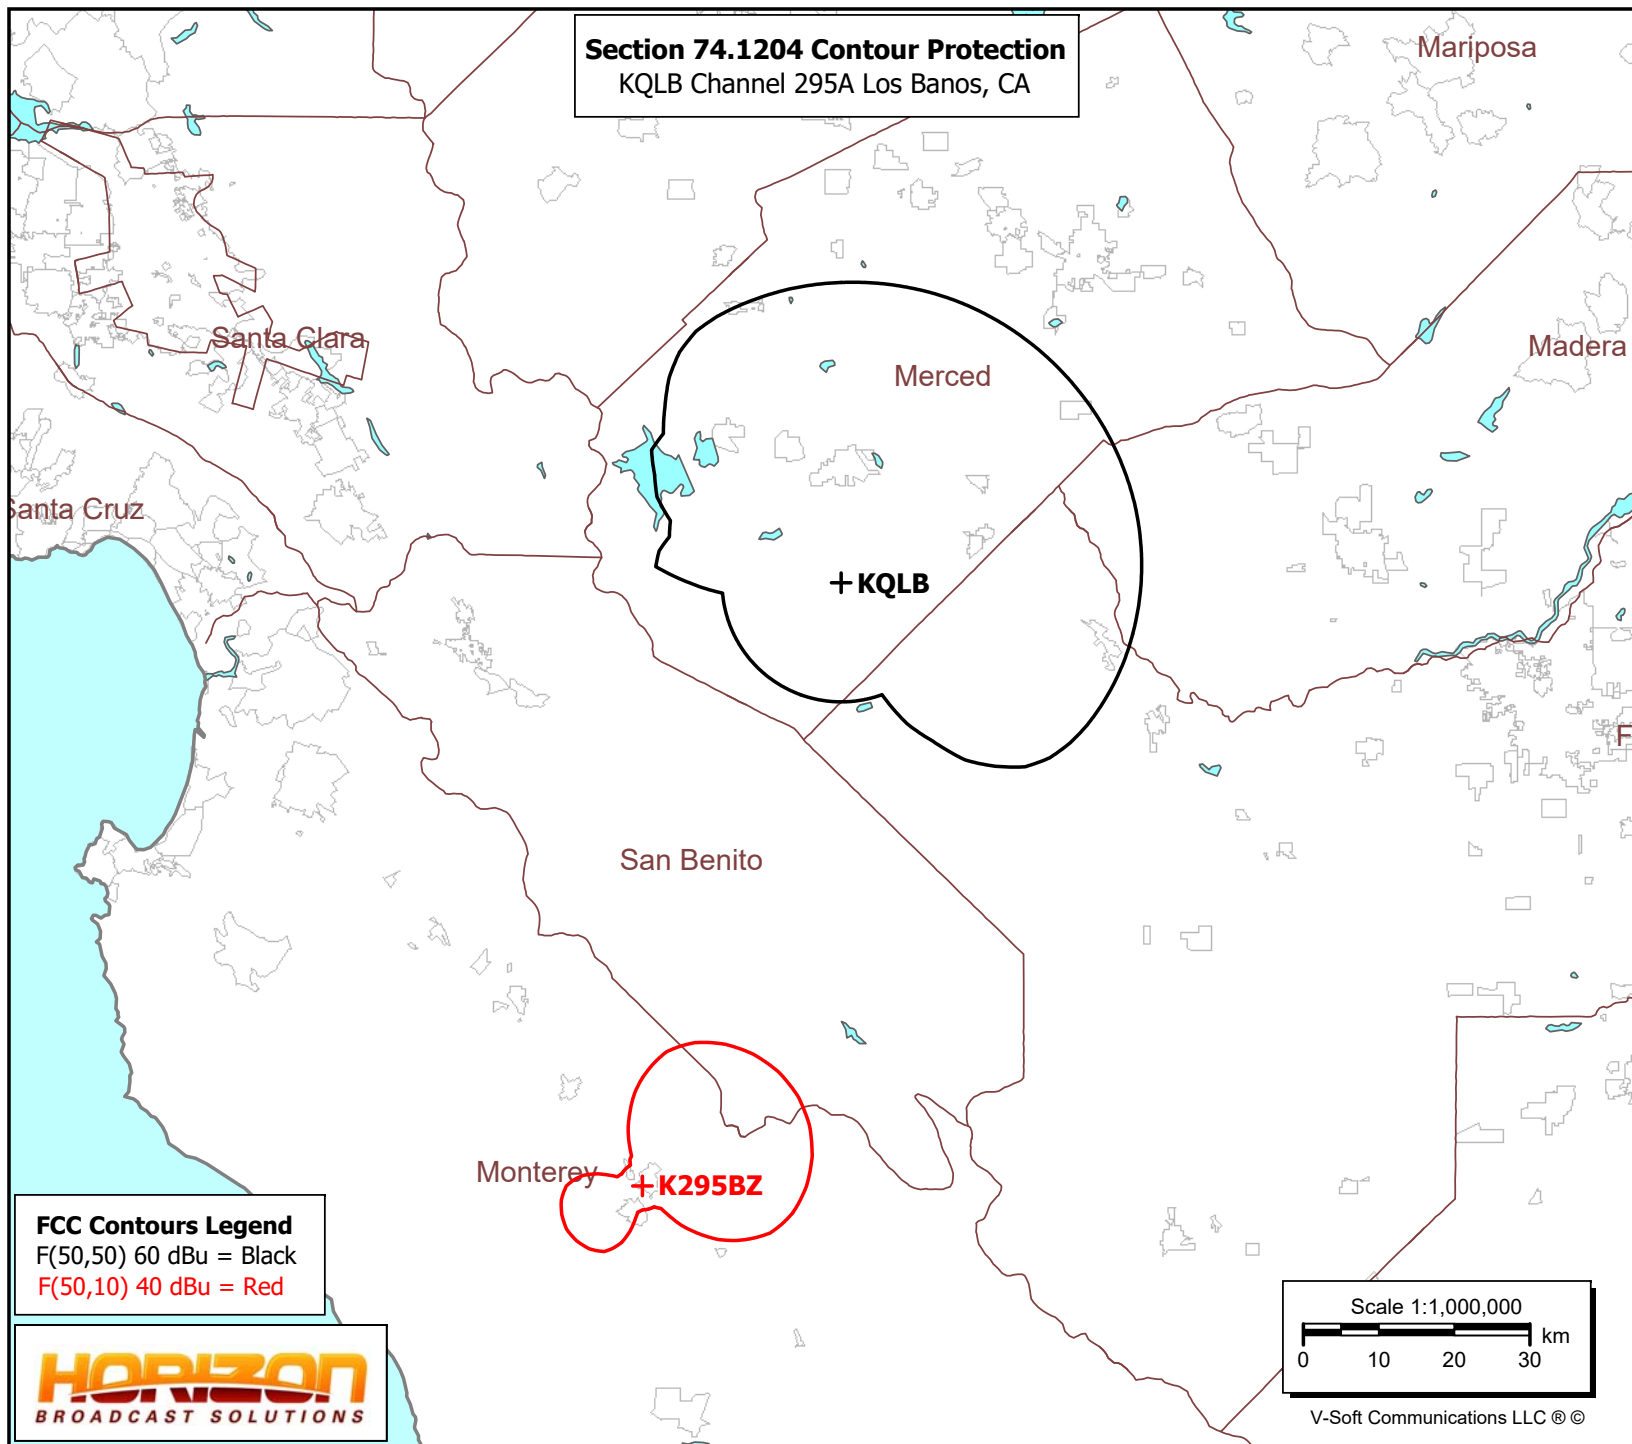 Section 74.1204 Contour Protection
KQLB Channel 295A Los Banos, CA
Mariposa
Santa Clara
Madera
Merced
Santa Cruz
KQLB
F
San Benito
Monterey
K295BZ
FCC Contours Legend
F(50,50) 60 dBu = Black
F(50,10) 40 dBu = Red
Scale 1:1,000,000
km
0 10 20 30
HORIZON
BROADCAST SOLUTIONS
V-Soft Communications LLC ® ©